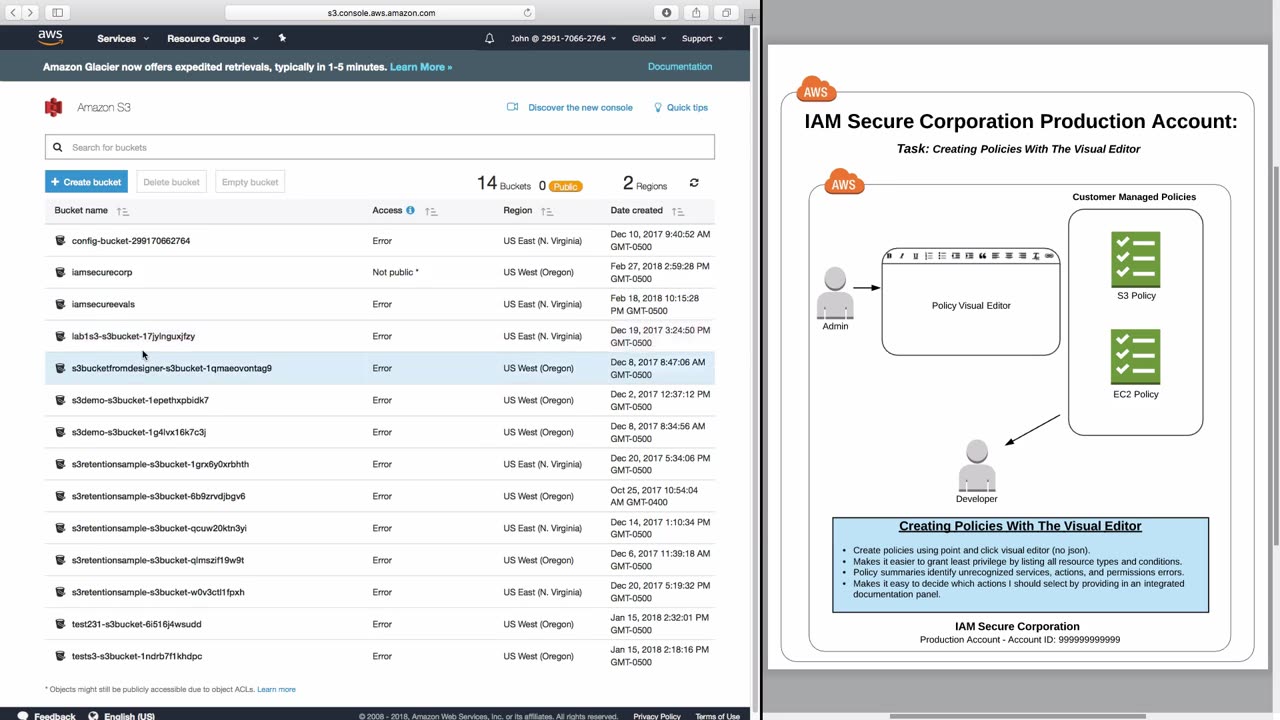 s3.console.aws.amazon.com
aws
Services
Resource Groups
John @ 2991-7066-2764
Global
Support
Amazon Glacier now offers expedited retrievals, typically in 1-5 minutes. Learn More »
Documentation
Amazon S3
Discover the new console
Quick tips
Search for buckets
+ Create bucket
Delete bucket
Empty bucket
14 Buckets
0 Public
2 Regions
Bucket name
Access
Region
Date created
config-bucket-299170662764
Error
US East (N. Virginia)
Dec 10, 2017 9:40:52 AM
GMT-0500
iamsecurecorp
Not public *
US West (Oregon)
Feb 27, 2018 2:59:28 PM
GMT-0500
iamsecureevals
Error
US East (N. Virginia)
Feb 18, 2018 10:15:28
PM GMT-0500
lab1s3-s3bucket-17jylnguxjfzy
Error
US East (N. Virginia)
Dec 19, 2017 3:24:50 PM
GMT-0500
s3bucketfromdesigner-s3bucket-1qmaeovontag9
Error
US West (Oregon)
Dec 8, 2017 8:47:06 AM
GMT-0500
s3demo-s3bucket-1epethxpbidk7
Error
US West (Oregon)
Dec 2, 2017 12:37:12 PM
GMT-0500
s3demo-s3bucket-1g4lvx16k7c3j
Error
US West (Oregon)
Dec 8, 2017 8:34:56 AM
GMT-0500
s3retentionsample-s3bucket-1grx6y0xrbhth
Error
US East (N. Virginia)
Dec 20, 2017 5:34:06 PM
GMT-0500
s3retentionsample-s3bucket-6b9zrvdjbgv6
Error
US West (Oregon)
Oct 25, 2017 10:54:04
AM GMT-0400
s3retentionsample-s3bucket-qcuw20ktn3yi
Error
US East (N. Virginia)
Dec 14, 2017 1:10:34 PM
GMT-0500
s3retentionsample-s3bucket-qlmszif19w9t
Error
US West (Oregon)
Dec 6, 2017 11:39:18 AM
GMT-0500
s3retentionsample-s3bucket-w0v3ctl1fpxh
Error
US East (N. Virginia)
Dec 20, 2017 5:19:32 PM
GMT-0500
test231-s3bucket-6i516j4wsudd
Error
US West (Oregon)
Jan 15, 2018 2:32:01 PM
GMT-0500
tests3-s3bucket-1ndrb7f1khdpc
Error
US West (Oregon)
Jan 15, 2018 2:18:16 PM
GMT-0500
* Objects might still be publicly accessible due to object ACLs. Learn more
Feedback
English (US)
© 2008 - 2018, Amazon Web Services, Inc. or its affiliates. All rights reserved.
Privacy Policy
Terms of Use
AWS
IAM Secure Corporation Production Account:
Task: Creating Policies With The Visual Editor
AWS
Customer Managed Policies
Policy Visual Editor
Admin
S3 Policy
EC2 Policy
Developer
Creating Policies With The Visual Editor
• Create policies using point and click visual editor (no json).
• Makes it easier to grant least privilege by listing all resource types and conditions.
• Policy summaries identify unrecognized services, actions, and permissions errors.
• Makes it easy to decide which actions I should select by providing in an integrated
documentation panel.
IAM Secure Corporation
Production Account - Account ID: 999999999999